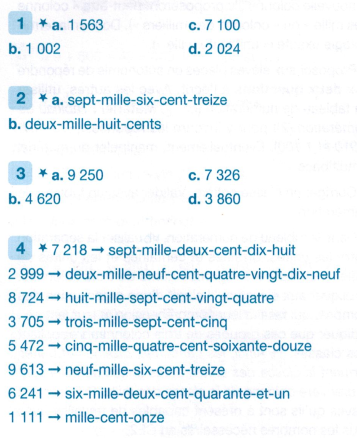 1 * a. 1 563 c. 7 100
b. 1 002 d. 2 024
2 * a. sept-mille-six-cent-treize
b. deux-mille-huit-cents
3 * a. 9 250 c. 7 326
b. 4 620 d. 3 860
4 * 7 218 → sept-mille-deux-cent-dix-huit
2 999 → deux-mille-neuf-cent-quatre-vingt-dix-neuf
8 724 → huit-mille-sept-cent-vingt-quatre
3 705 → trois-mille-sept-cent-cinq
5 472 → cinq-mille-quatre-cent-soixante-douze
9 613 → neuf-mille-six-cent-treize
6 241 → six-mille-deux-cent-quarante-et-un
1 111 → mille-cent-onze